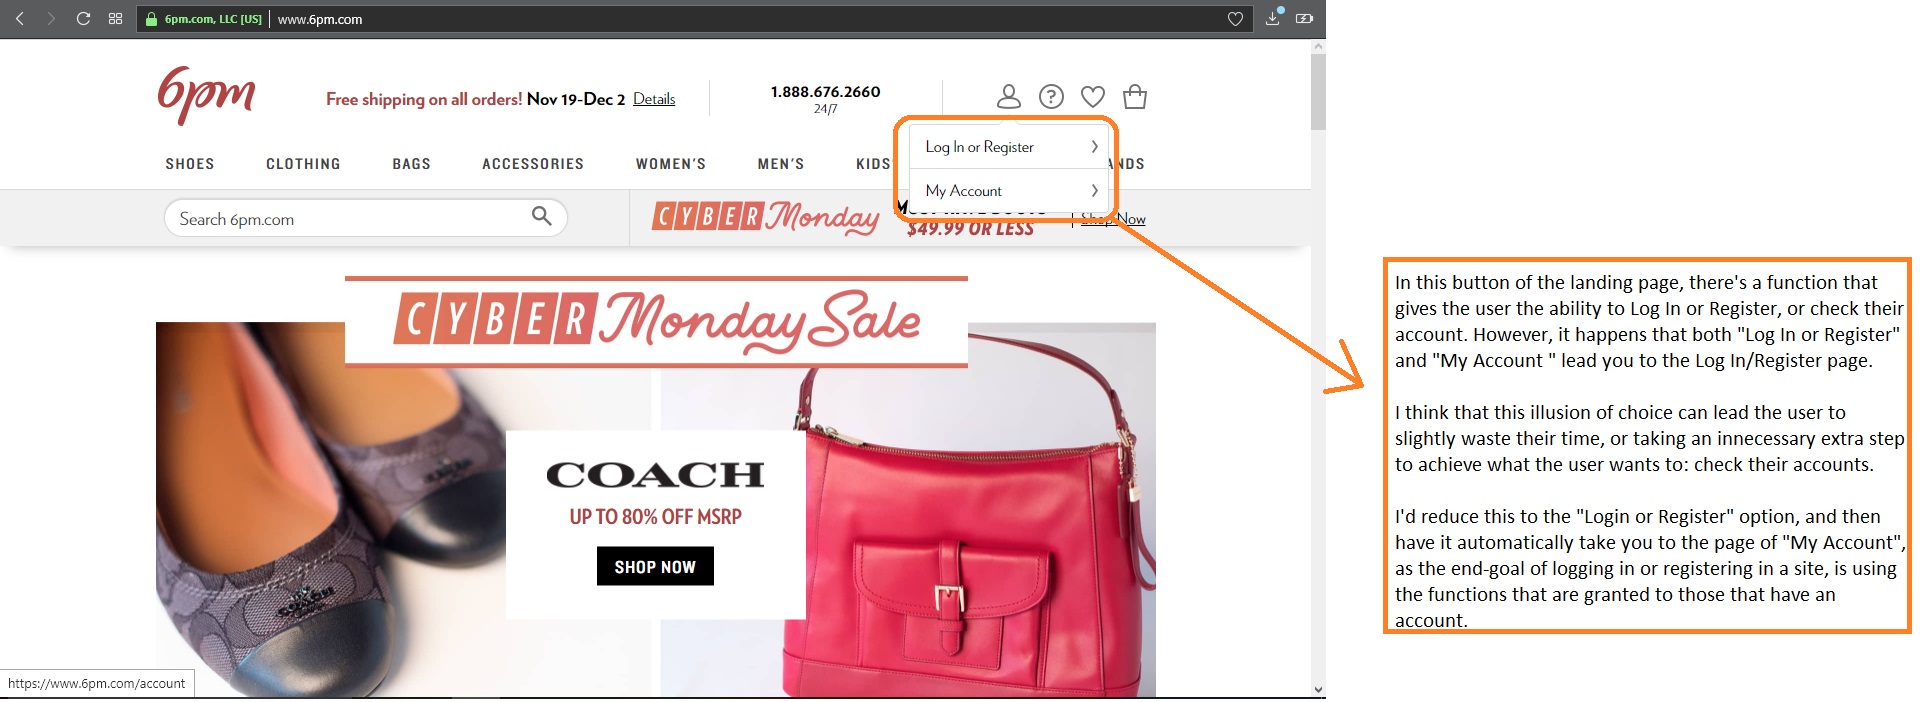 6pm.com, LLC [US] www.6pm.com
6pm
Free shipping on all orders! Nov 19-Dec 2 Details
1.888.676.2660
24/7
Log In or Register
My Account
SHOES CLOTHING BAGS ACCESSORIES WOMEN'S MEN'S KIDS' ANDS
Search 6pm.com
CYBER Monday
$49.99 OR LESS
Shop Now
CYBER Monday Sale
COACH
UP TO 80% OFF MSRP
SHOP NOW
COACH
https://www.6pm.com/account
In this button of the landing page, there's a function that
gives the user the ability to Log In or Register, or check their
account. However, it happens that both "Log In or Register"
and "My Account " lead you to the Log In/Register page.
I think that this illusion of choice can lead the user to
slightly waste their time, or taking an innecessary extra step
to achieve what the user wants to: check their accounts.
I'd reduce this to the "Login or Register" option, and then
have it automatically take you to the page of "My Account",
as the end-goal of logging in or registering in a site, is using
the functions that are granted to those that have an
account.